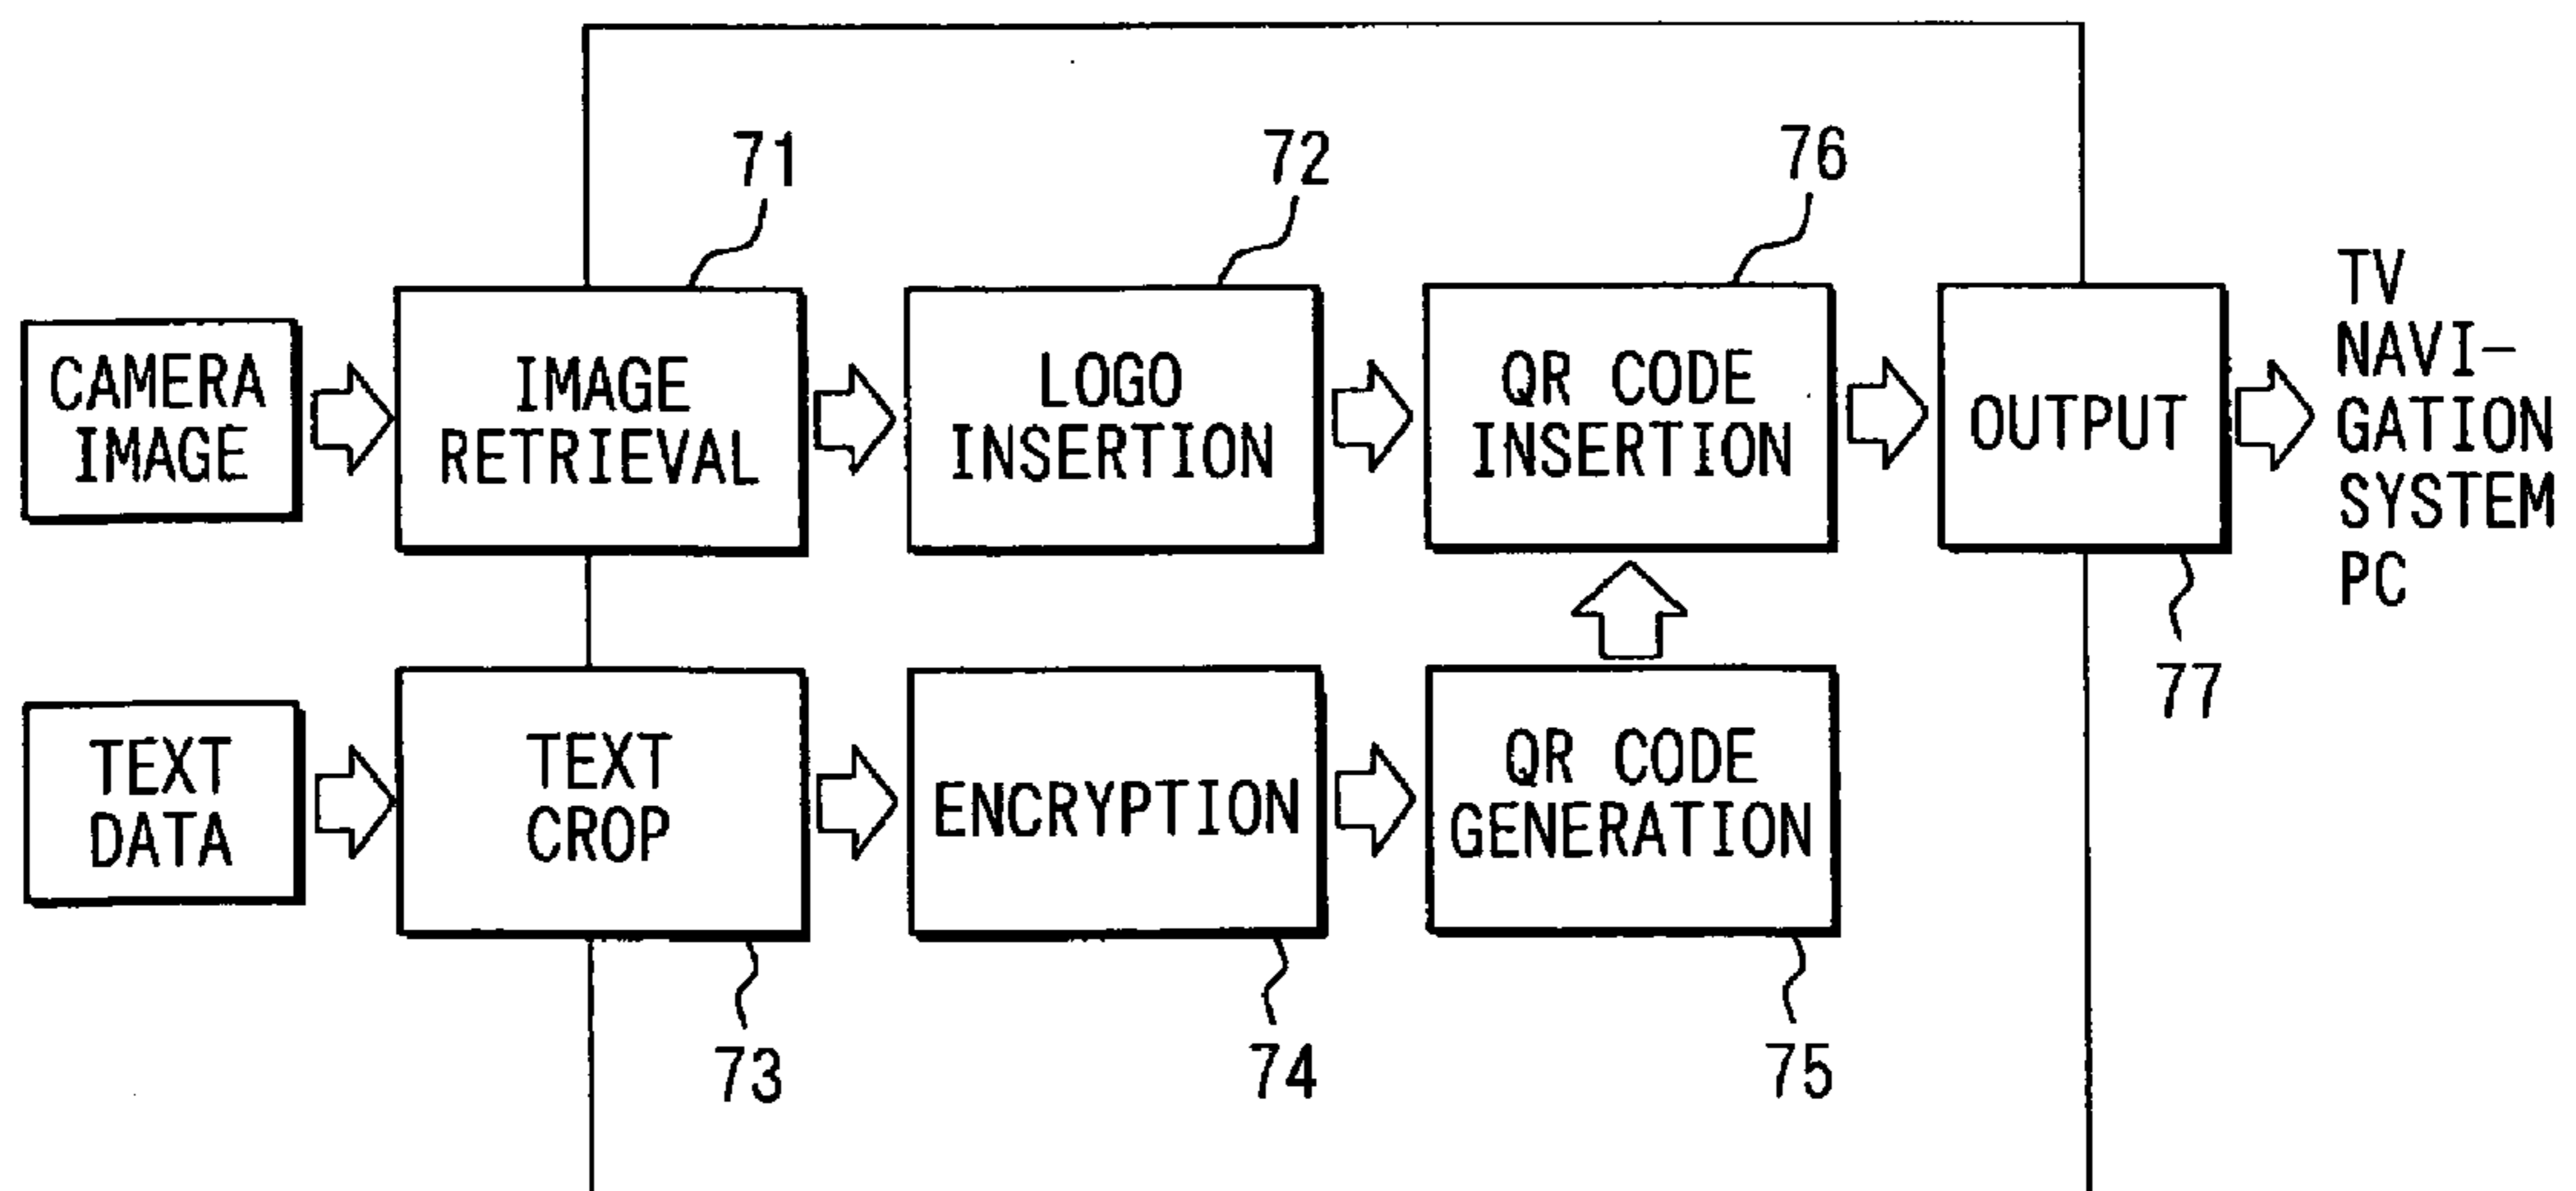 71
72
76
CAMERA
IMAGE
IMAGE
RETRIEVAL
LOGO
INSERTION
QR CODE
INSERTION
OUTPUT
TV
NAVI-
GATION
SYSTEM
PC
77
TEXT
DATA
TEXT
CROP
ENCRYPTION
QR CODE
GENERATION
73
74
75